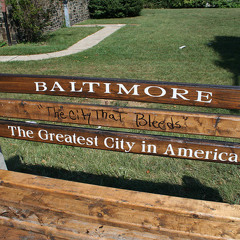 BALTIMORE
"The City That Bleeds"
The Greatest City in America